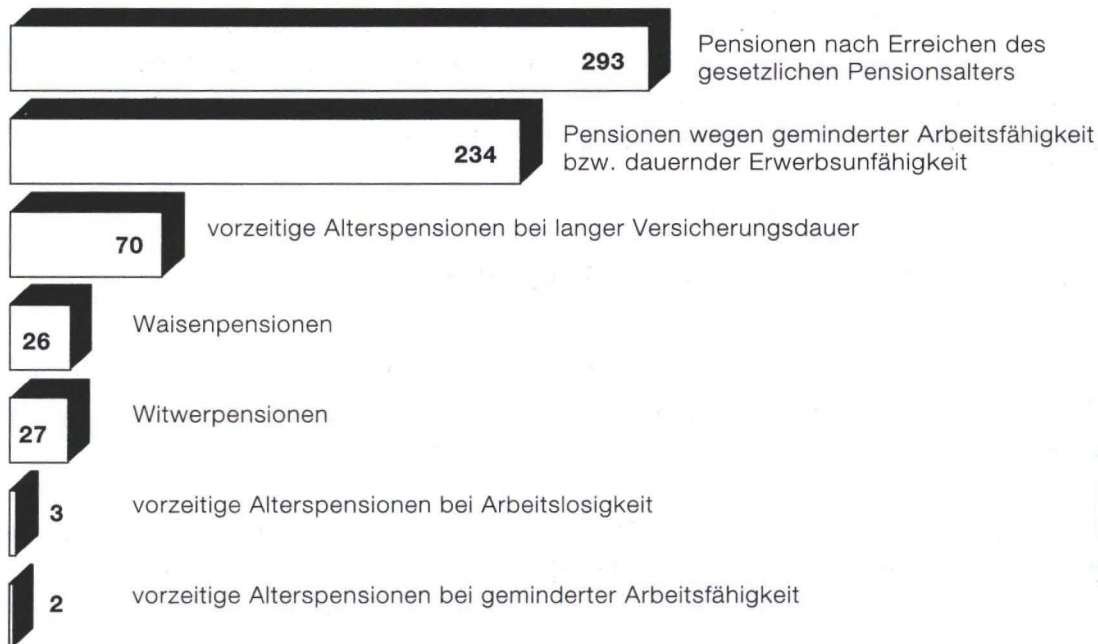 293
Pensionen nach Erreichen des
gesetzlichen Pensionsalters
234
Pensionen wegen geminderter Arbeitsfähigkeit
bzw. dauernder Erwerbsunfähigkeit
70
vorzeitige Alterspensionen bei langer Versicherungsdauer
26
Waisenpensionen
27
Witwerpensionen
3
vorzeitige Alterspensionen bei Arbeitslosigkeit
2
vorzeitige Alterspensionen bei geminderter Arbeitsfähigkeit